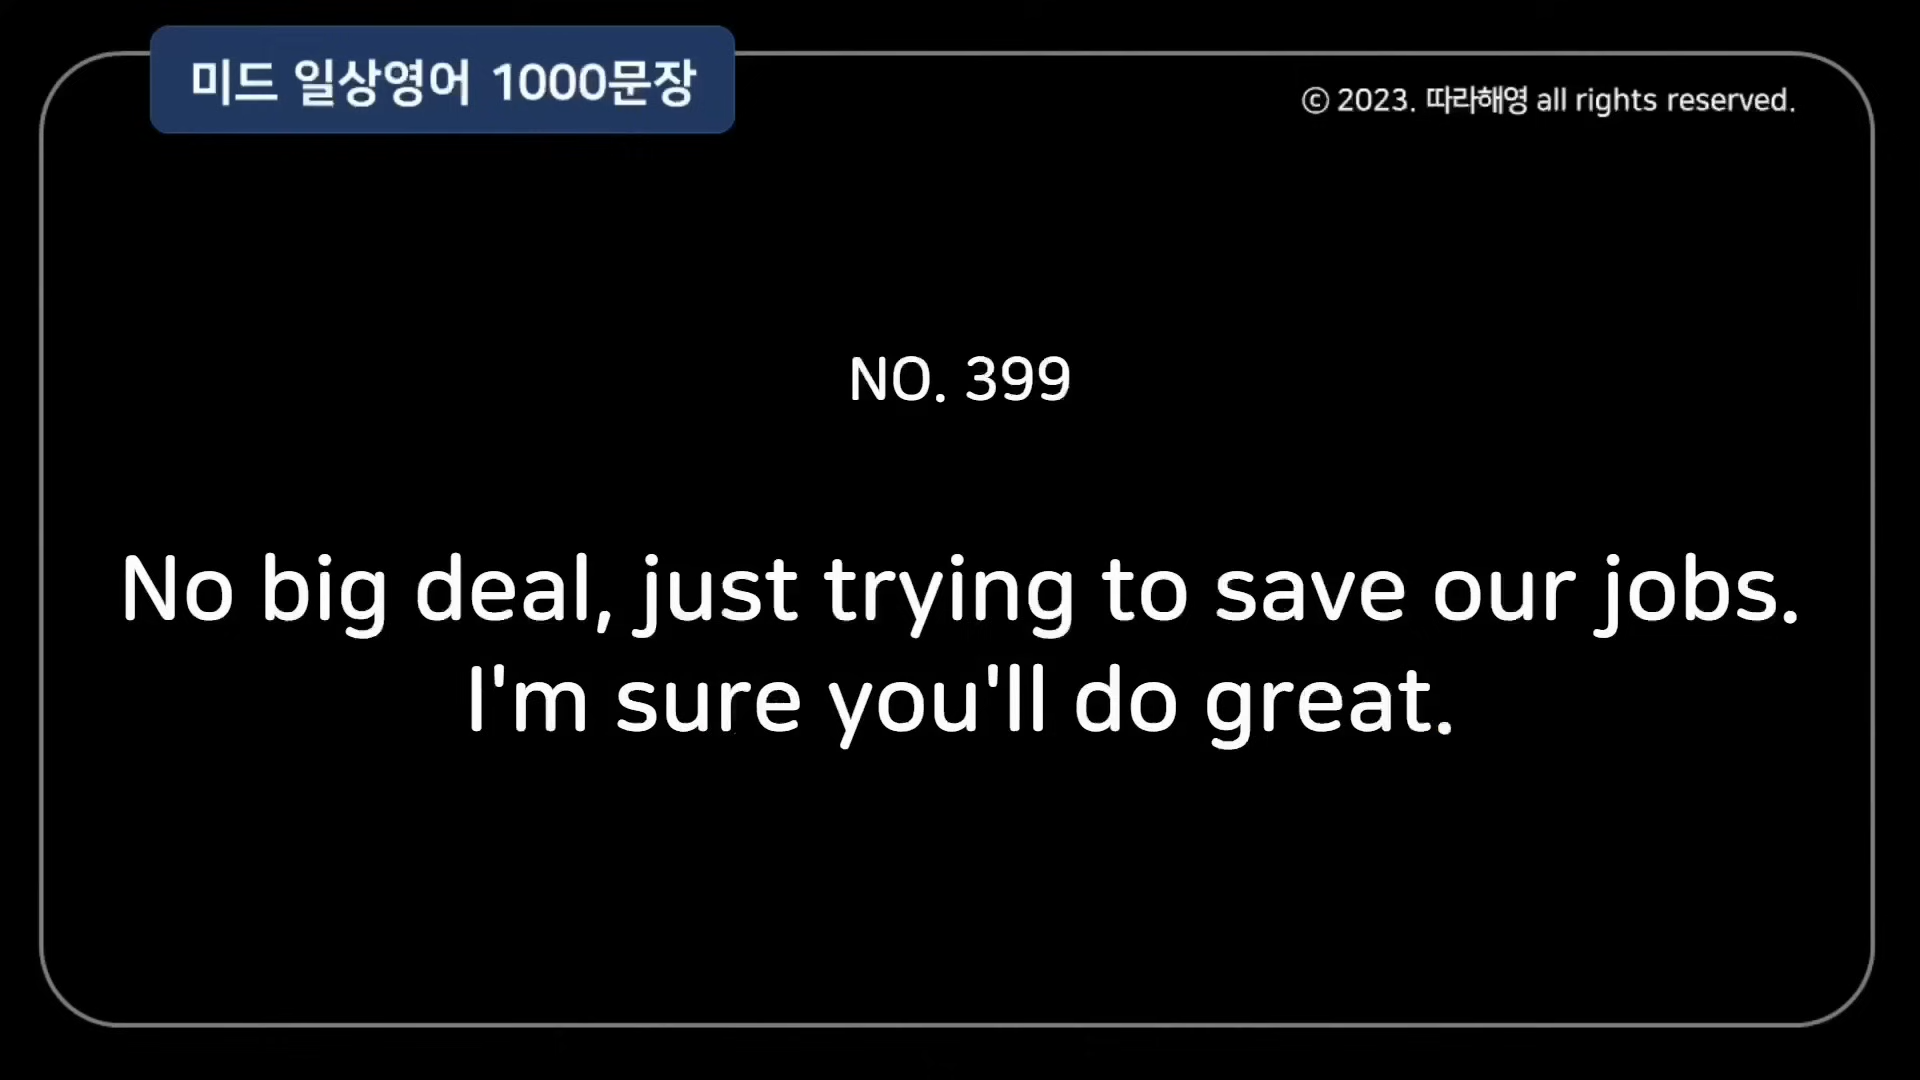 미드 일상영어 1000문장
© 2023. 따라해영 all rights reserved.
NO. 399
No big deal, just trying to save our jobs.
I'm sure you'll do great.